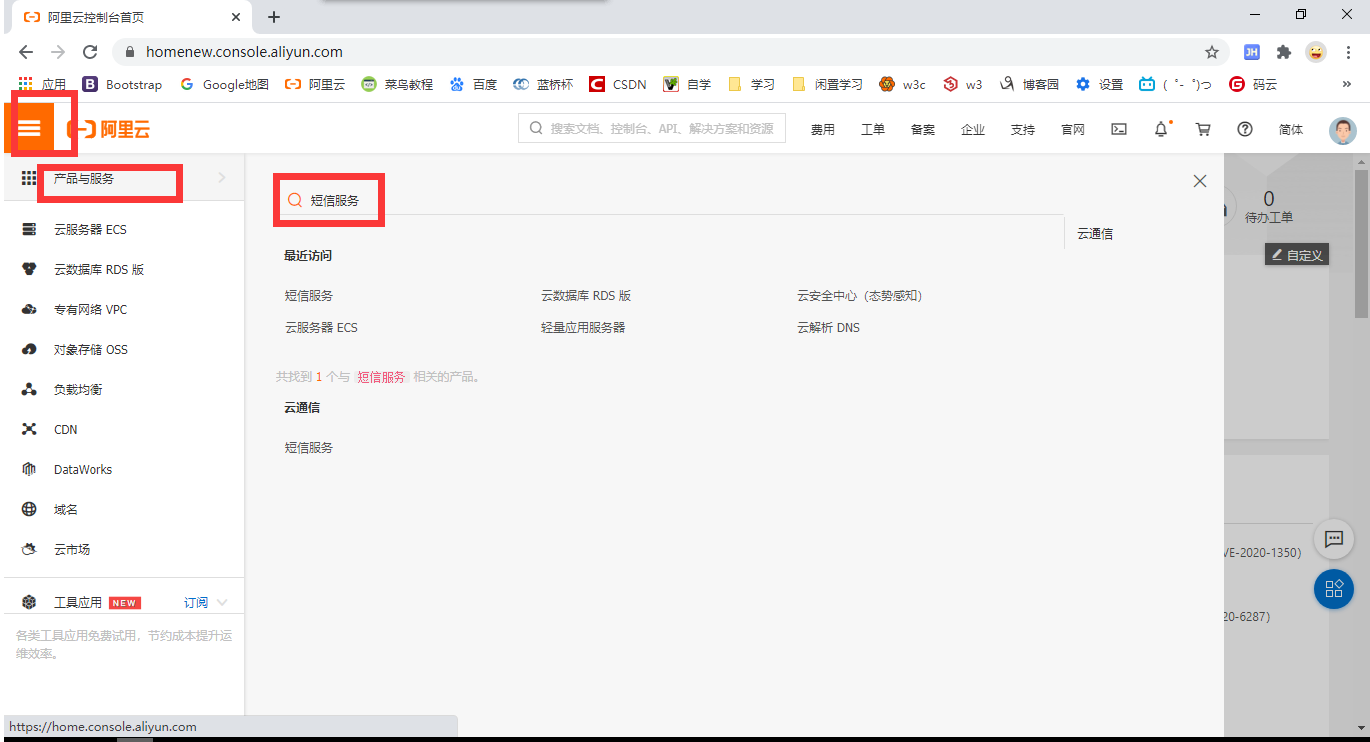 阿里云控制台首页
homenew.console.aliyun.com
JH
应用 Bootstrap Google地图 阿里云 菜鸟教程 百度 蓝桥杯 CSDN 自学 学习 闲置学习 w3c w3 博客园 设置 ( ゜- ゜)つ 码云 »
阿里云 搜索文档、控制台、API、解决方案和资源 费用 工单 备案 企业 支持 官网 简体
产品与服务
短信服务
云通信
0
待办工单
自定义
云服务器 ECS
云数据库 RDS 版
专有网络 VPC
对象存储 OSS
负载均衡
CDN
DataWorks
域名
云市场
工具应用 NEW 订阅
各类工具应用免费试用，节约成本提升运
维效率。
最近访问
短信服务 云数据库 RDS 版 云安全中心（态势感知）
云服务器 ECS 轻量应用服务器 云解析 DNS
共找到 1 个与 短信服务 相关的产品。
云通信
短信服务
VE-2020-1350)
20-6287)
https://home.console.aliyun.com